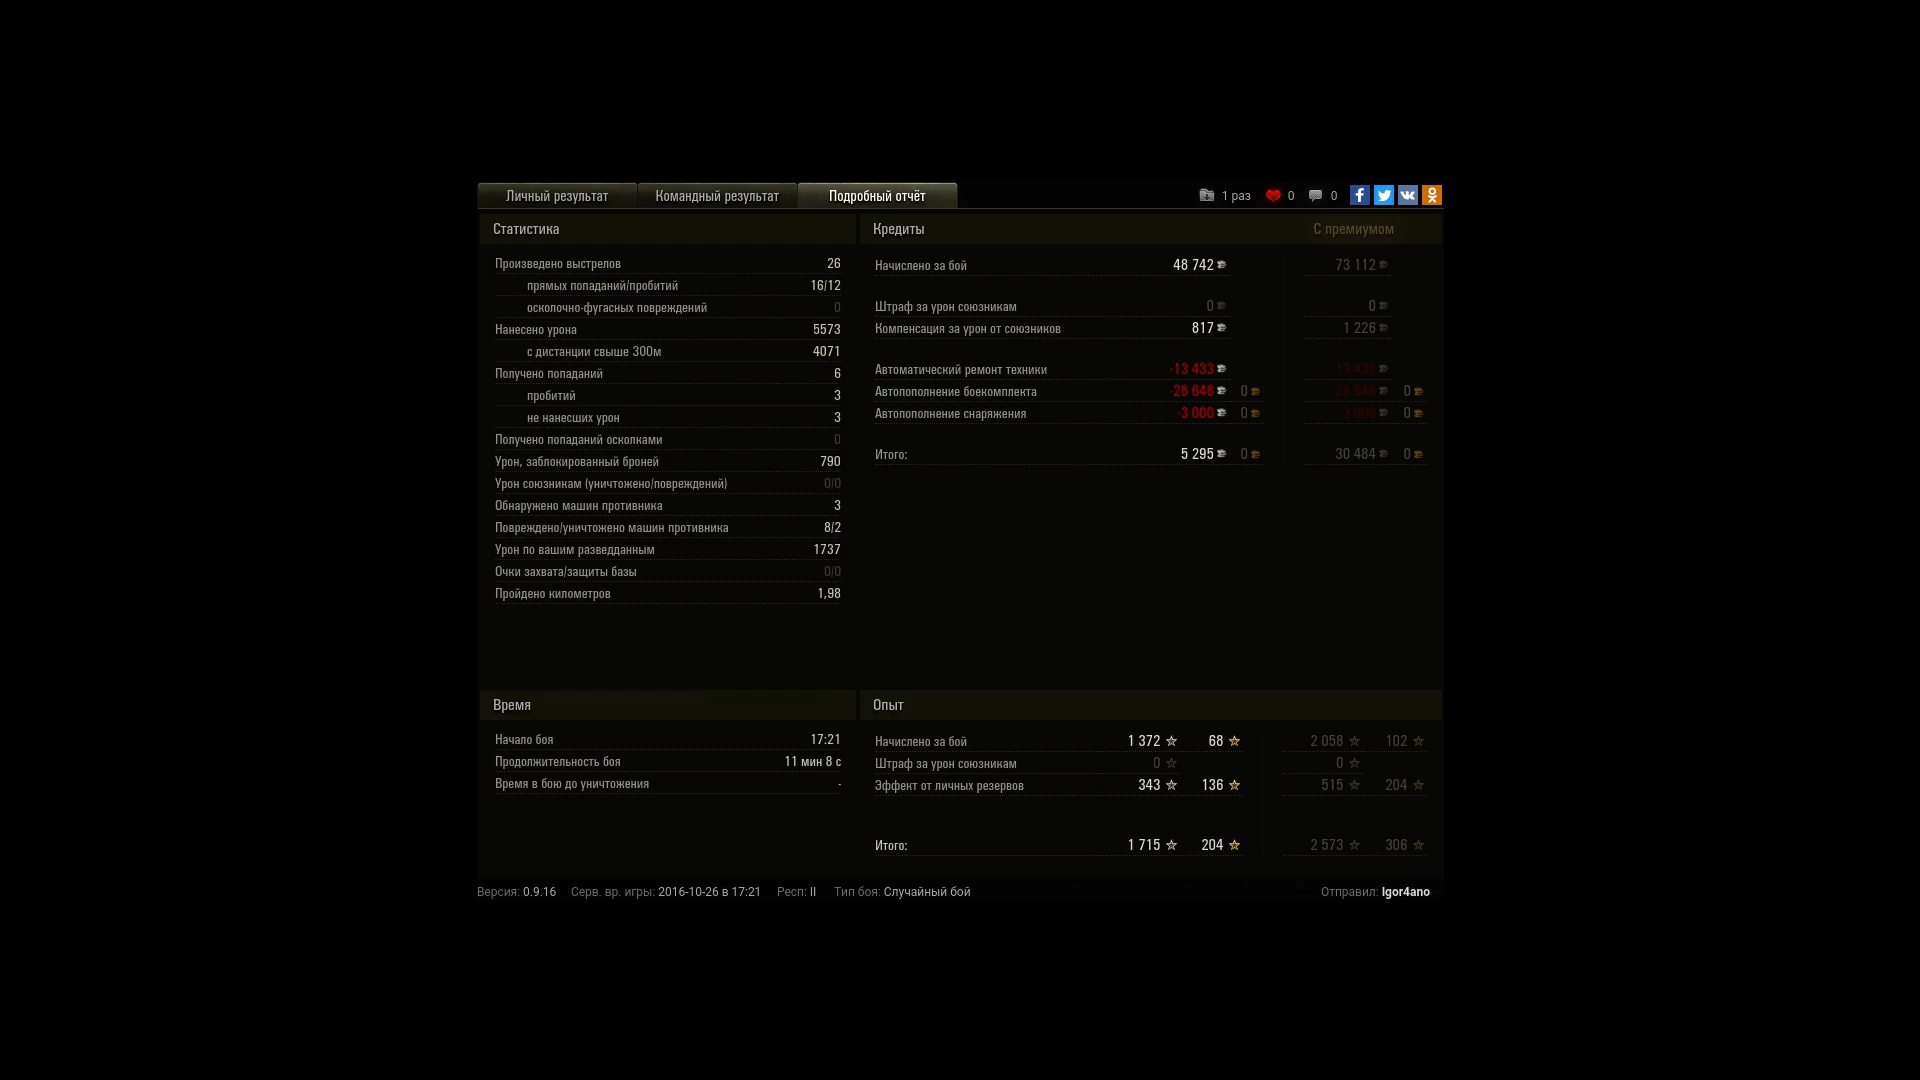 Личный результат Командный результат Подробный отчёт 1 раз 0 0
Статистика
Произведено выстрелов 26
прямых попаданий/пробитий 16/12
осколочно-фугасных повреждений 0
Нанесено урона 5573
с дистанции свыше 300м 4071
Получено попаданий 6
пробитий 3
не нанесших урон 3
Получено попаданий осколками 0
Урон, заблокированный броней 790
Урон союзникам (уничтожено/повреждений) 0/0
Обнаружено машин противника 3
Повреждено/уничтожено машин противника 8/2
Урон по вашим разведданным 1737
Очки захвата/защиты базы 0/0
Пройдено километров 1,98
Кредиты С премиумом
Начислено за бой 48 742 73 112
Штраф за урон союзникам 0 0
Компенсация за урон от союзников 817 1 226
Автоматический ремонт техники -13 433 -13 433
Автопополнение боекомплекта -28 648 0 -28 648 0
Автопополнение снаряжения -3 000 0 -3 000 0
Итого: 5 295 0 30 484 0
Время
Начало боя 17:21
Продолжительность боя 11 мин 8 с
Время в бою до уничтожения -
Опыт
Начислено за бой 1 372 68 2 058 102
Штраф за урон союзникам 0 0
Эффект от личных резервов 343 136 515 204
Итого: 1 715 204 2 573 306
Версия: 0.9.16 Серв. вр. игры: 2016-10-26 в 17:21 Респ: II Тип боя: Случайный бой Отправил: Igor4ano